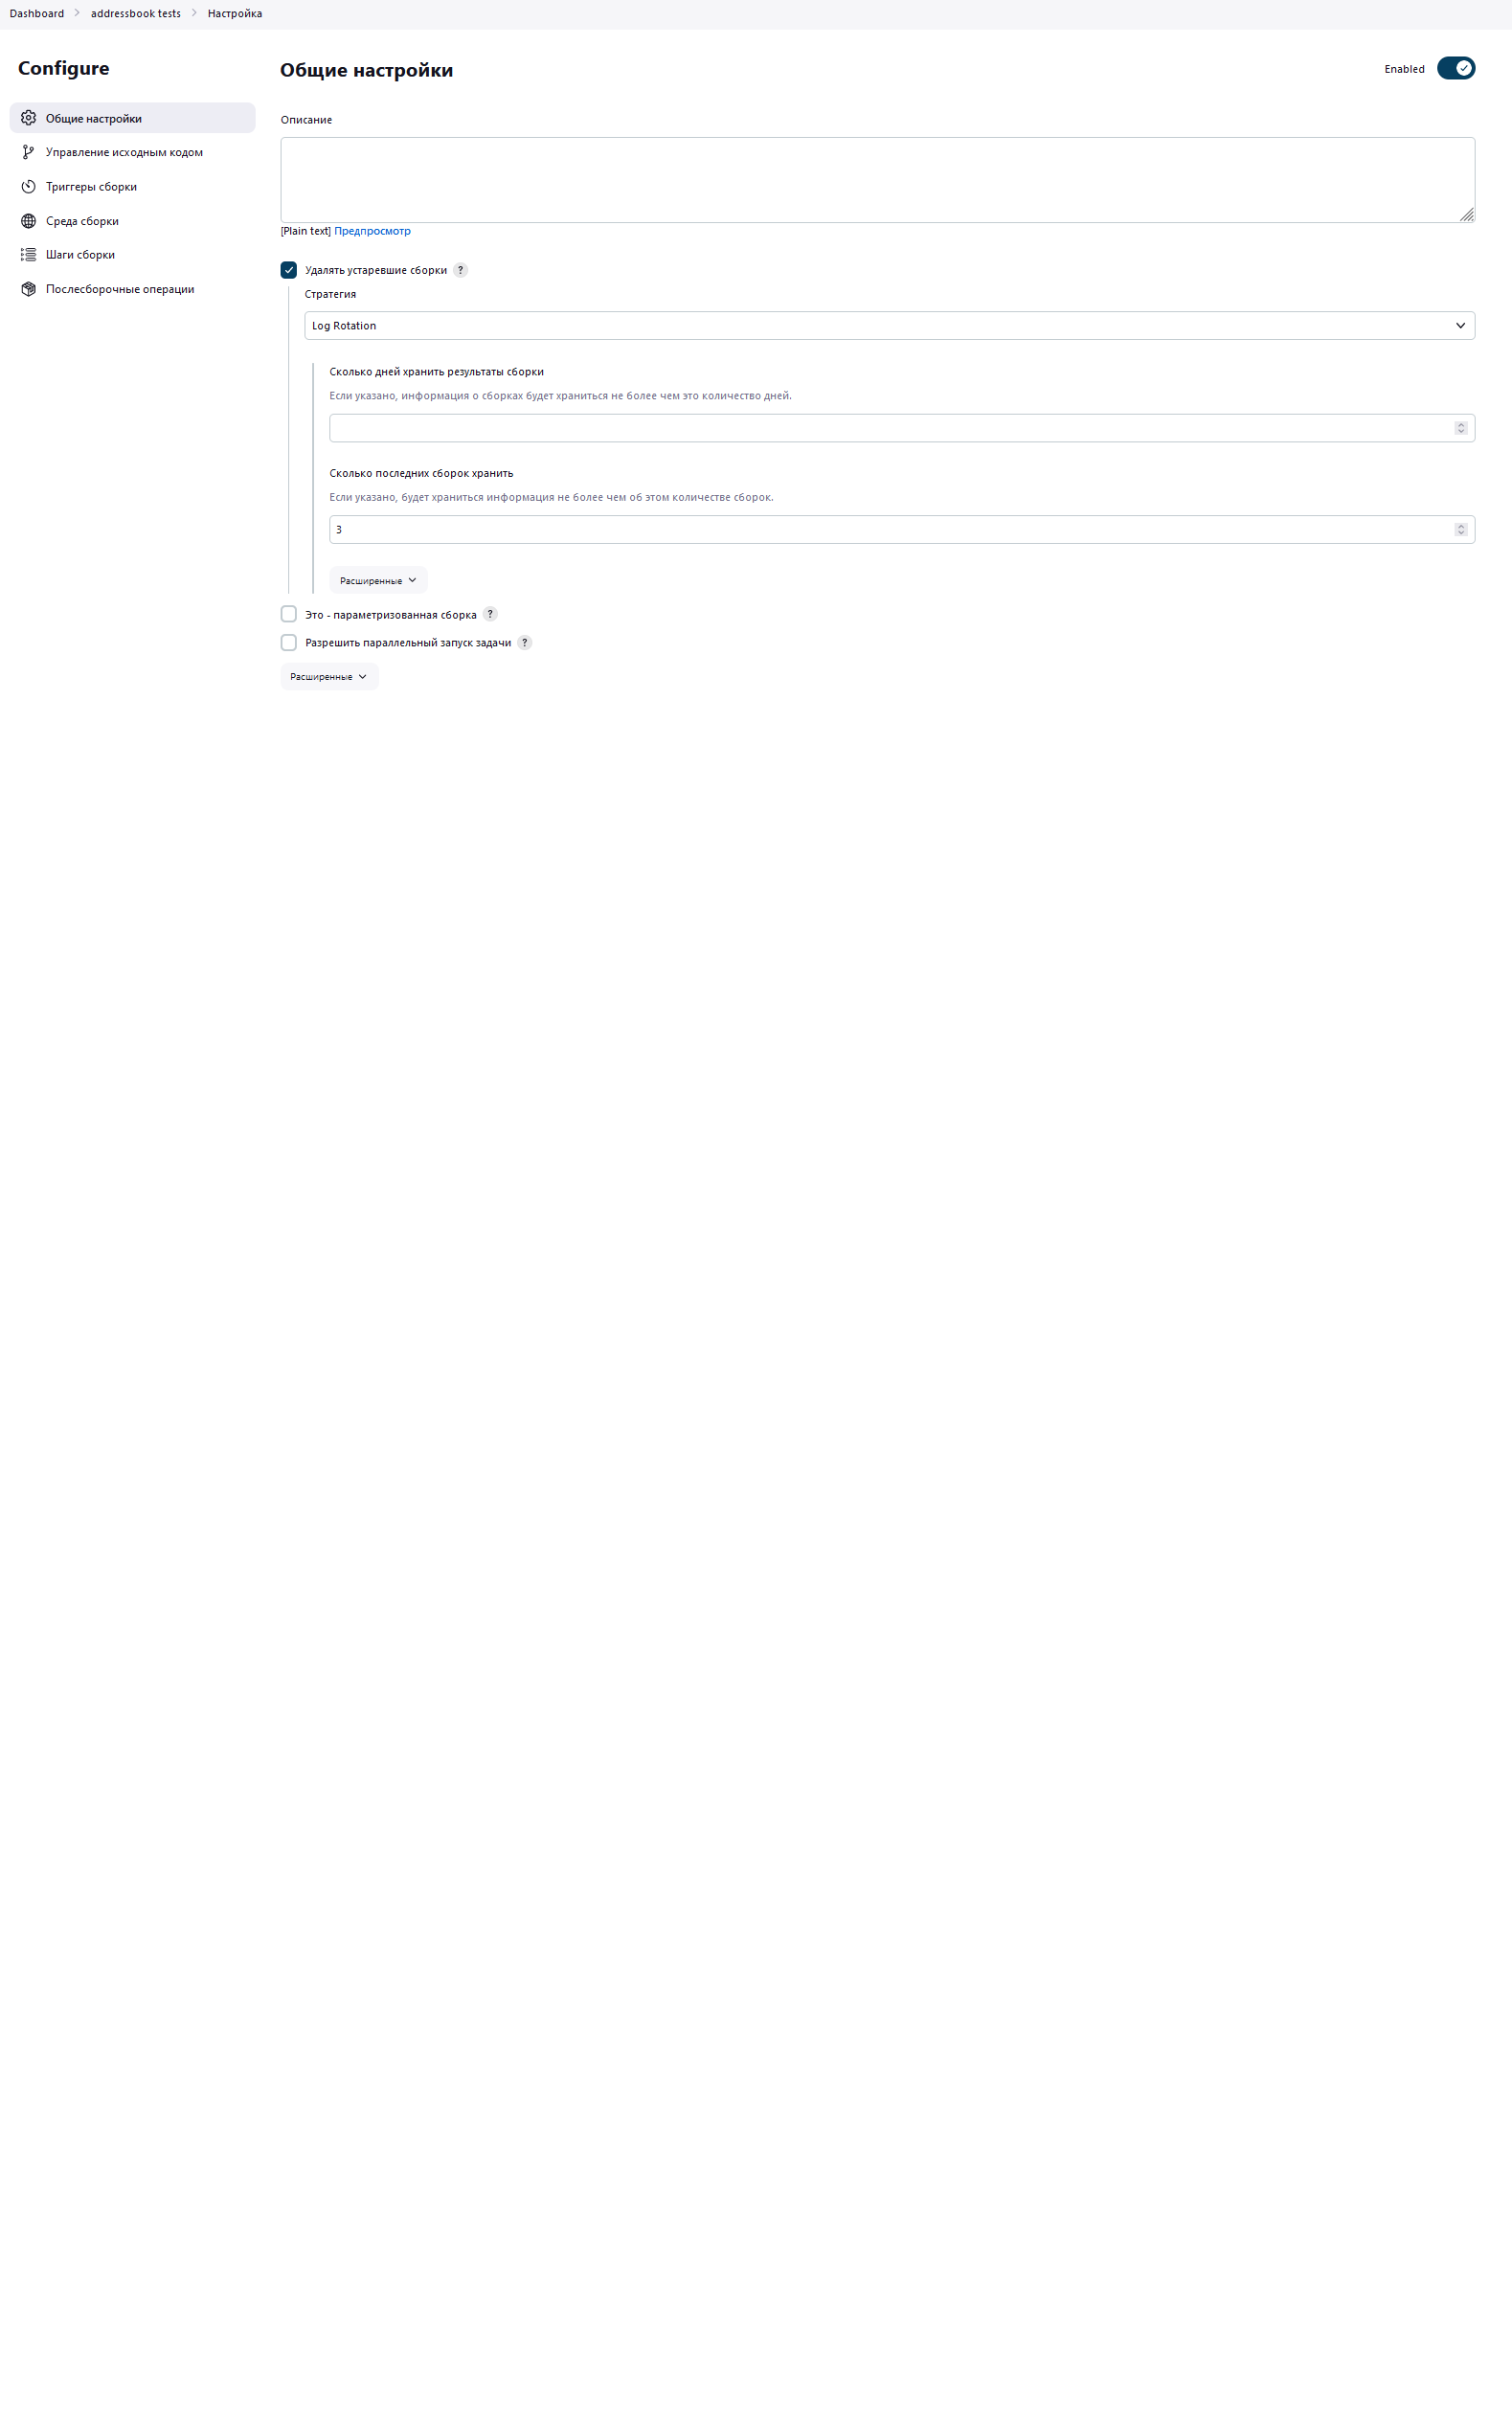 Dashboard addressbook tests Настройка
Configure
Общие настройки
Управление исходным кодом
Триггеры сборки
Среда сборки
Шаги сборки
Послесборочные операции
Общие настройки
Enabled
Описание
[Plain text] Предпросмотр
Удалять устаревшие сборки ?
Стратегия
Log Rotation
Сколько дней хранить результаты сборки
Если указано, информация о сборках будет храниться не более чем это количество дней.
Сколько последних сборок хранить
Если указано, будет храниться информация не более чем об этом количестве сборок.
3
Расширенные
Это - параметризованная сборка ?
Разрешить параллельный запуск задачи ?
Расширенные